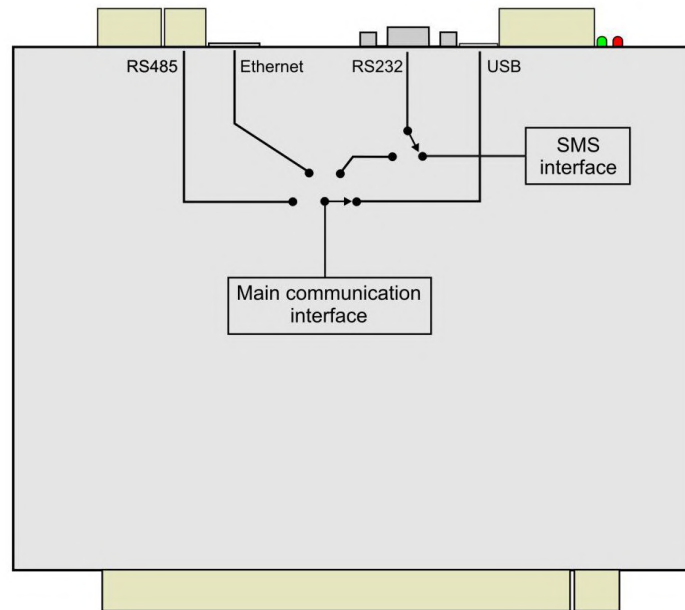 RS485
Ethernet
RS232
USB
SMS
interface
Main communication
interface